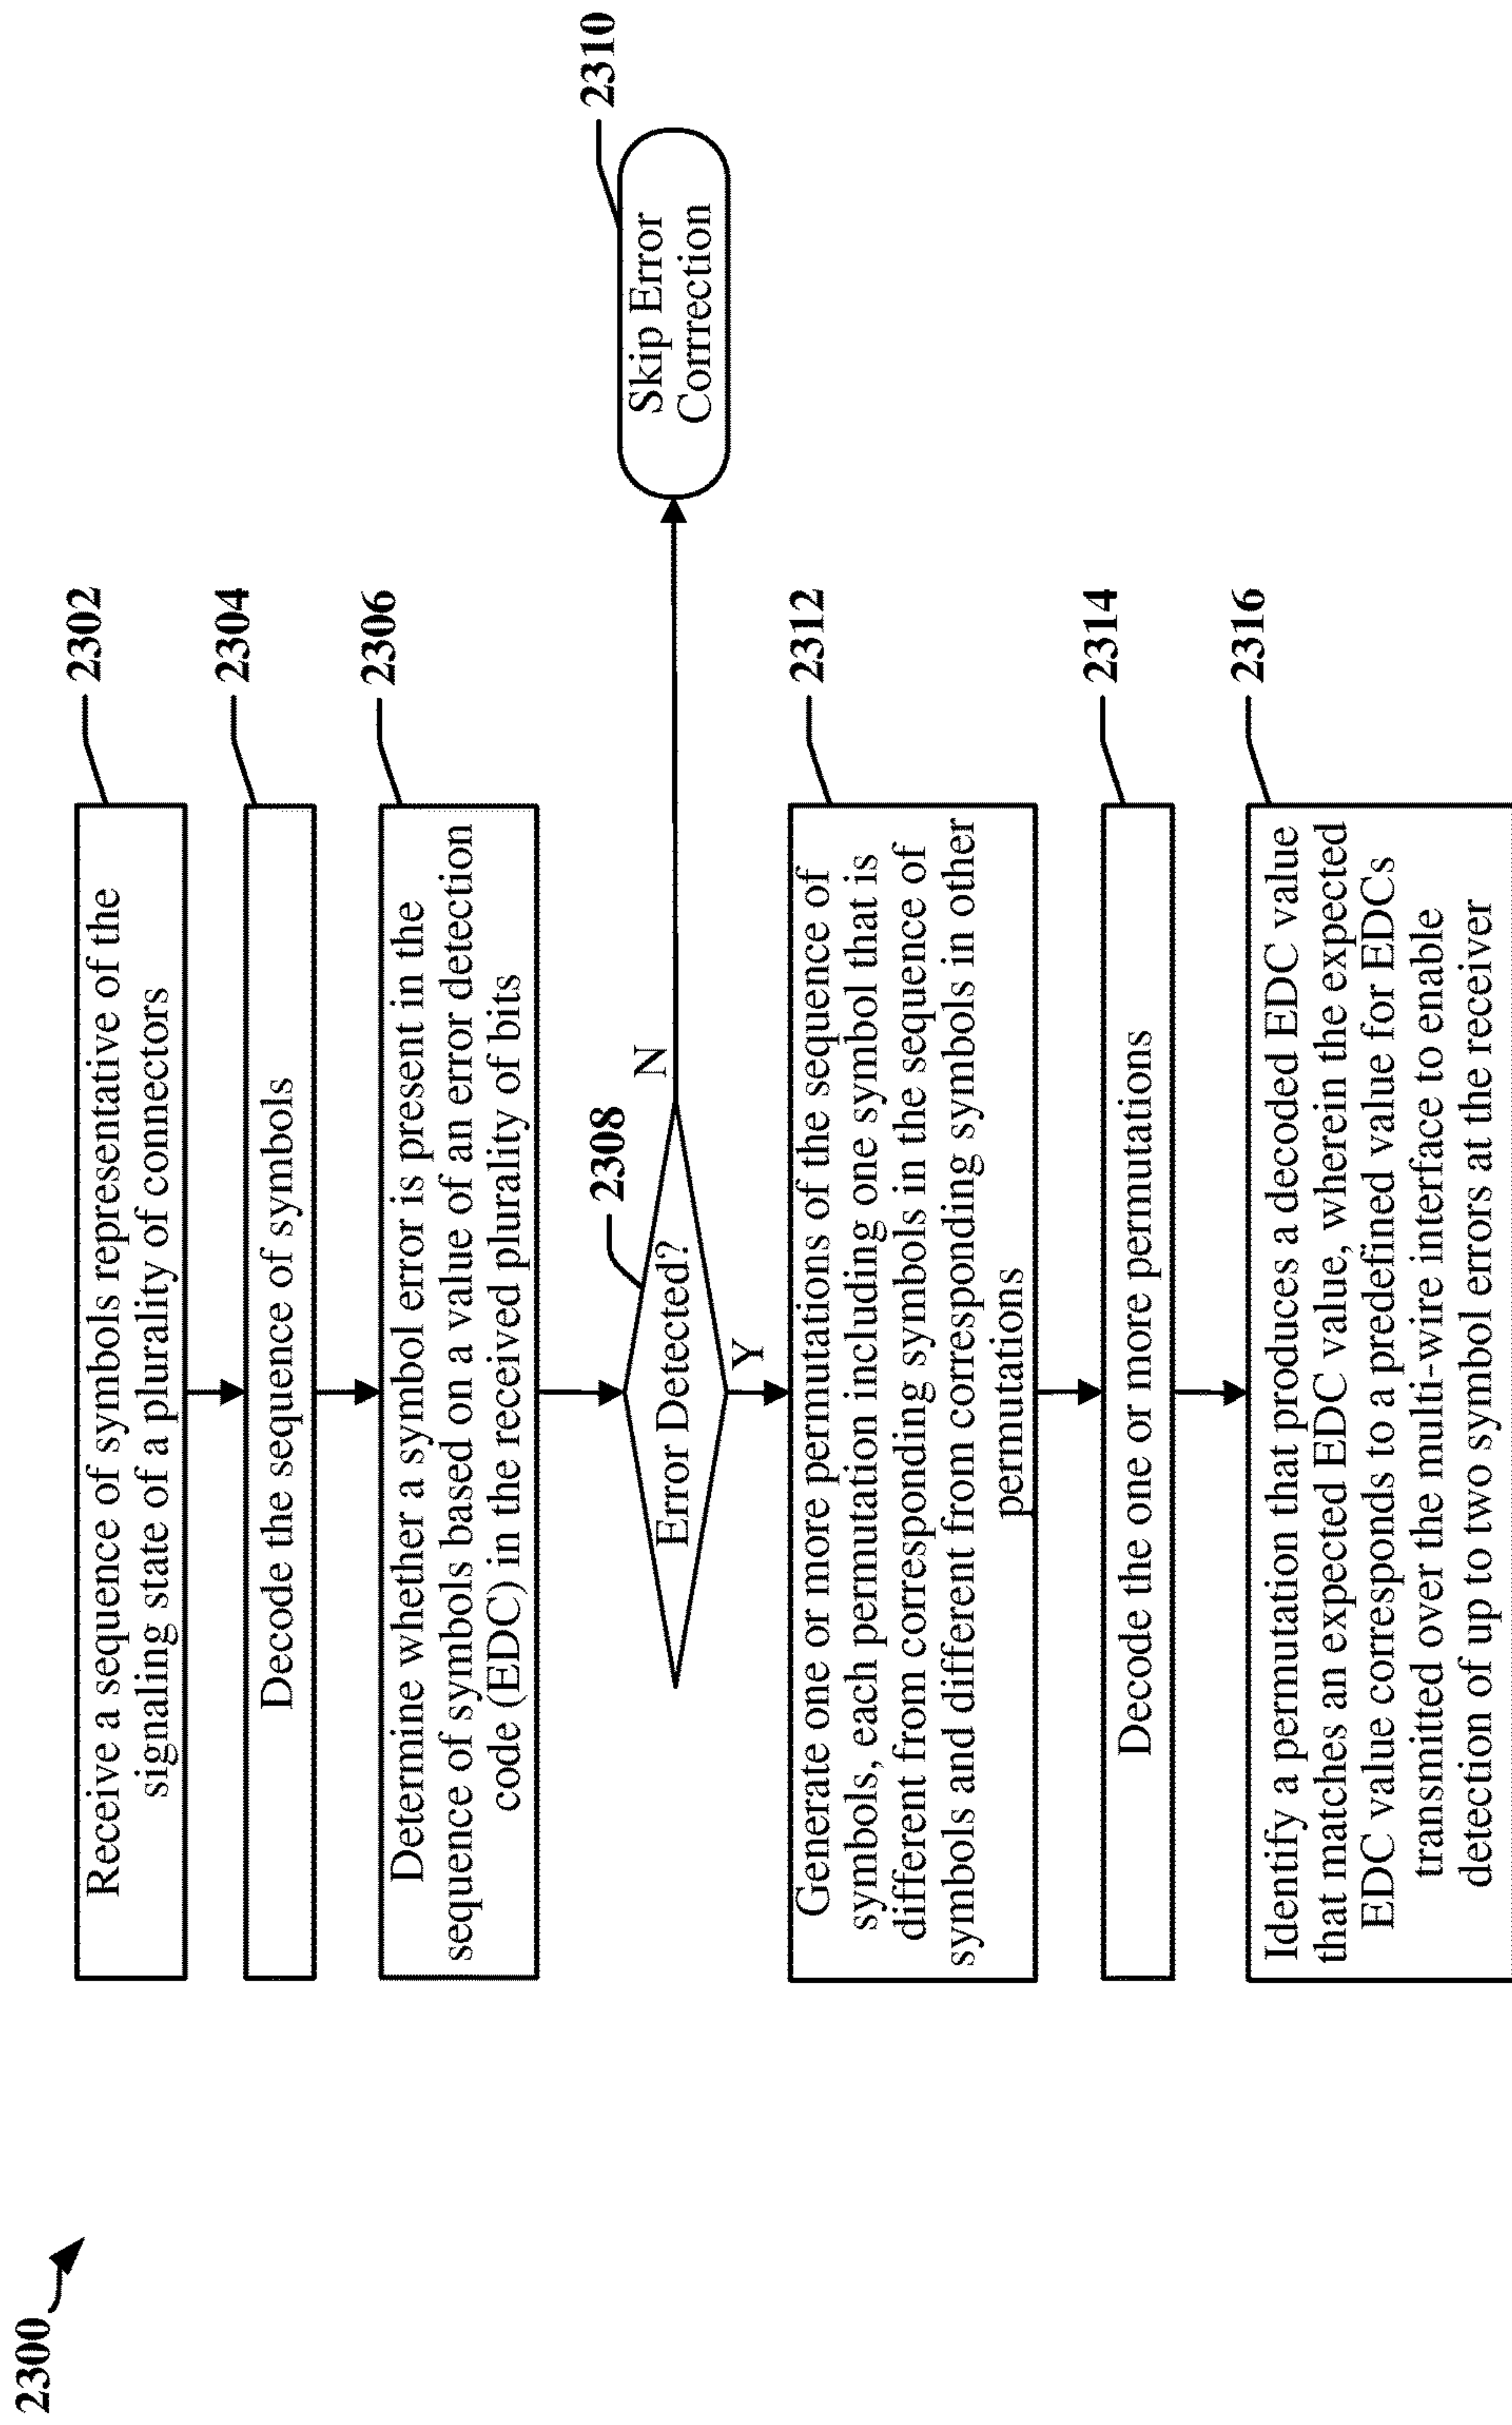 2300
Receive a sequence of symbols representative of the
signaling state of a plurality of connectors
2302
Decode the sequence of symbols
2304
Determine whether a symbol error is present in the
sequence of symbols based on a value of an error detection
code (EDC) in the received plurality of bits
2306
Error Detected?
2308
N
Skip Error
Corrrection
2310
Y
Generate one or more permutations of the sequence of
symbols, each permutation including one symbol that is
different from corresponding symbols in the sequence of
symbols and different from corresponding symbols in other
permutations
2312
Decode the one or more permutations
2314
Identify a permutation that produces a decoded EDC value
that matches an expected EDC value, wherein the expected
EDC value corresponds to a predefined value for EDCs
transmitted over the multi-wire interface to enable
detection of up to two symbol errors at the receiver
2316